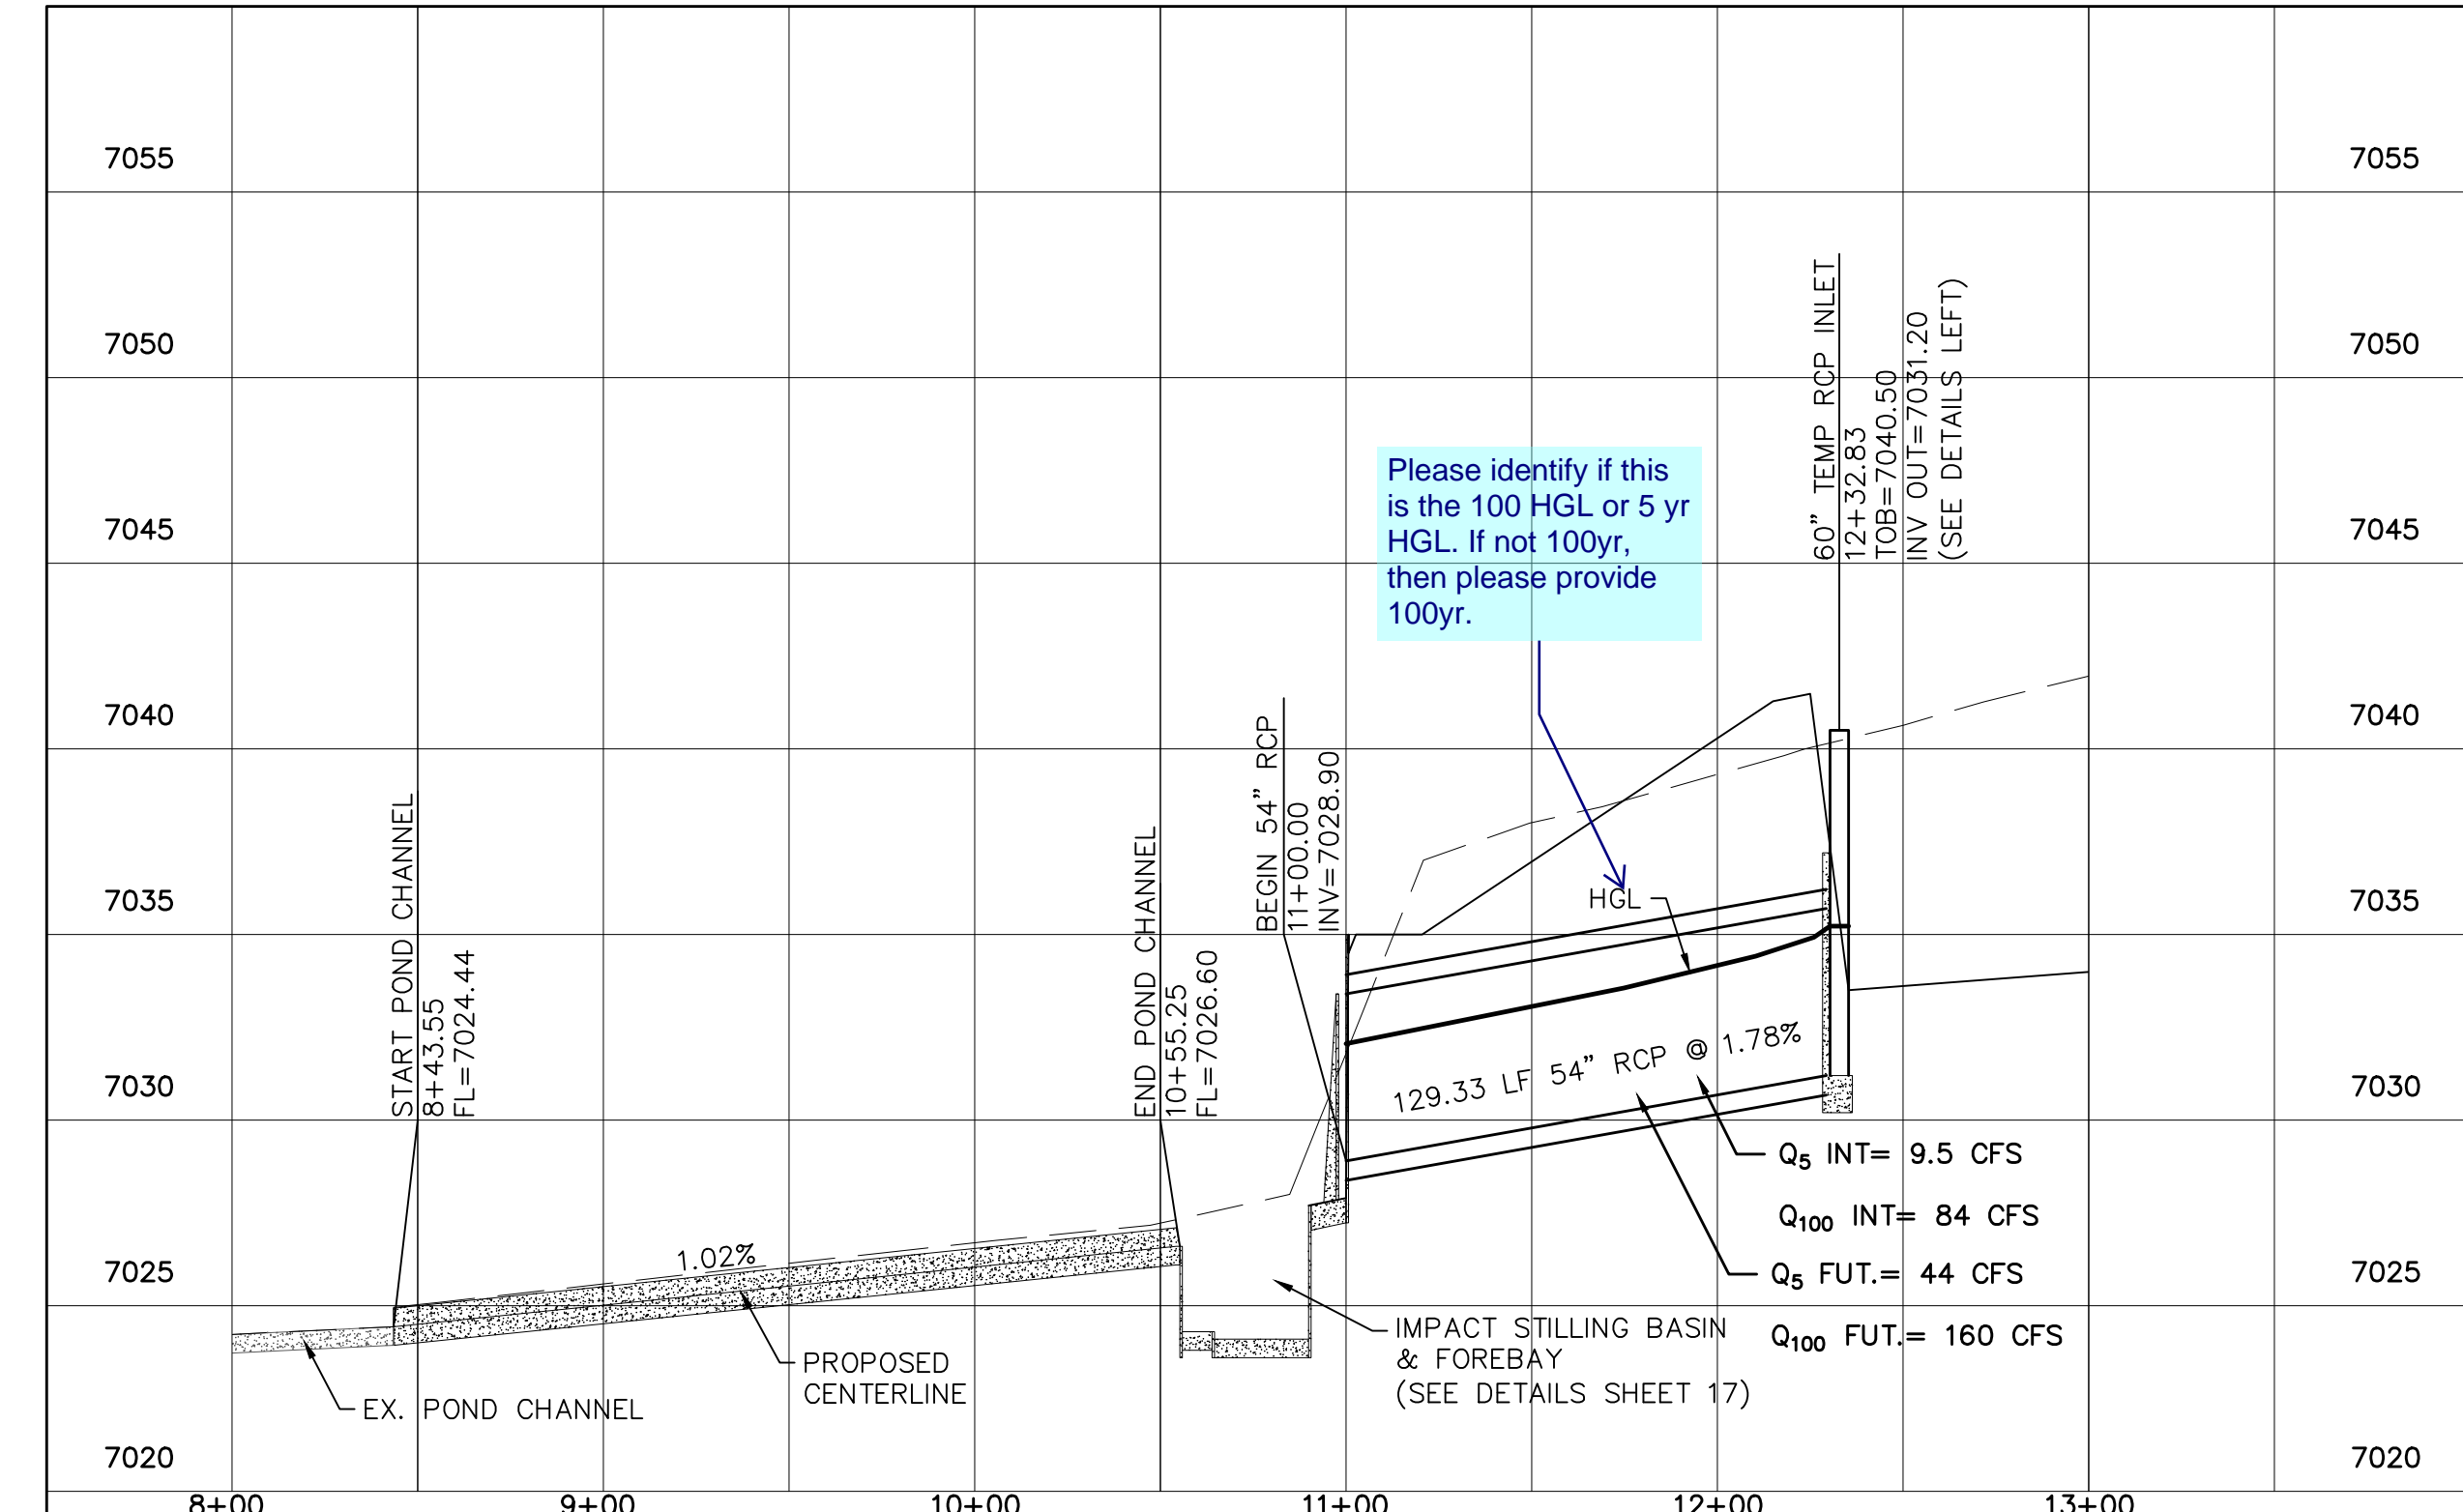 7055
7055
7050
7050
7045
7045
7040
7040
7035
7035
7030
7030
7025
7025
7020
7020
START POND CHANNEL
8+43.55
FL=7024.44
END POND CHANNEL
10+55.25
FL=7026.60
BEGIN 54” RCP
11+00.00
INV=7028.90
Please identify if this
is the 100 HGL or 5 yr
HGL. If not 100yr,
then please provide
100yr.
60” TEMP RCP INLET
12+32.83
TOB=7040.50
INV OUT=7031.20
(SEE DETAILS LEFT)
HGL
129.33 LF 54” RCP @ 1.78%
Q5 INT= 9.5 CFS
Q100 INT= 84 CFS
Q5 FUT.= 44 CFS
Q100 FUT.= 160 CFS
1.02%
PROPOSED
CENTERLINE
EX. POND CHANNEL
IMPACT STILLING BASIN
& FOREBAY
(SEE DETAILS SHEET 17)
8+00
9+00
10+00
11+00
12+00
13+00